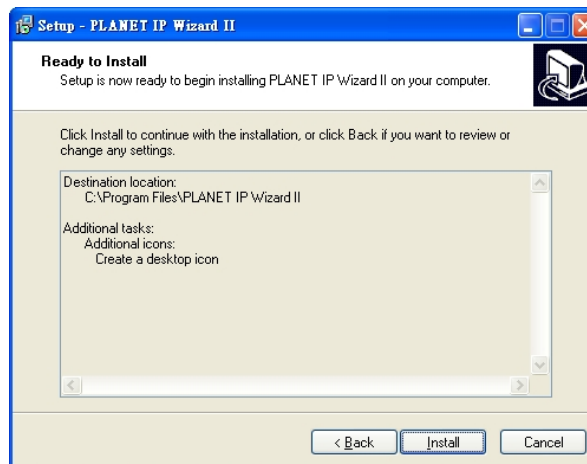 Setup - PLANET IP Wizard II
Ready to Install
Setup is now ready to begin installing PLANET IP Wizard II on your computer.
Click Install to continue with the installation, or click Back if you want to review or
change any settings.
Destination location:
C:\Program Files\PLANET IP Wizard II
Additional tasks:
Additional icons:
Create a desktop icon
< Back
Install
Cancel